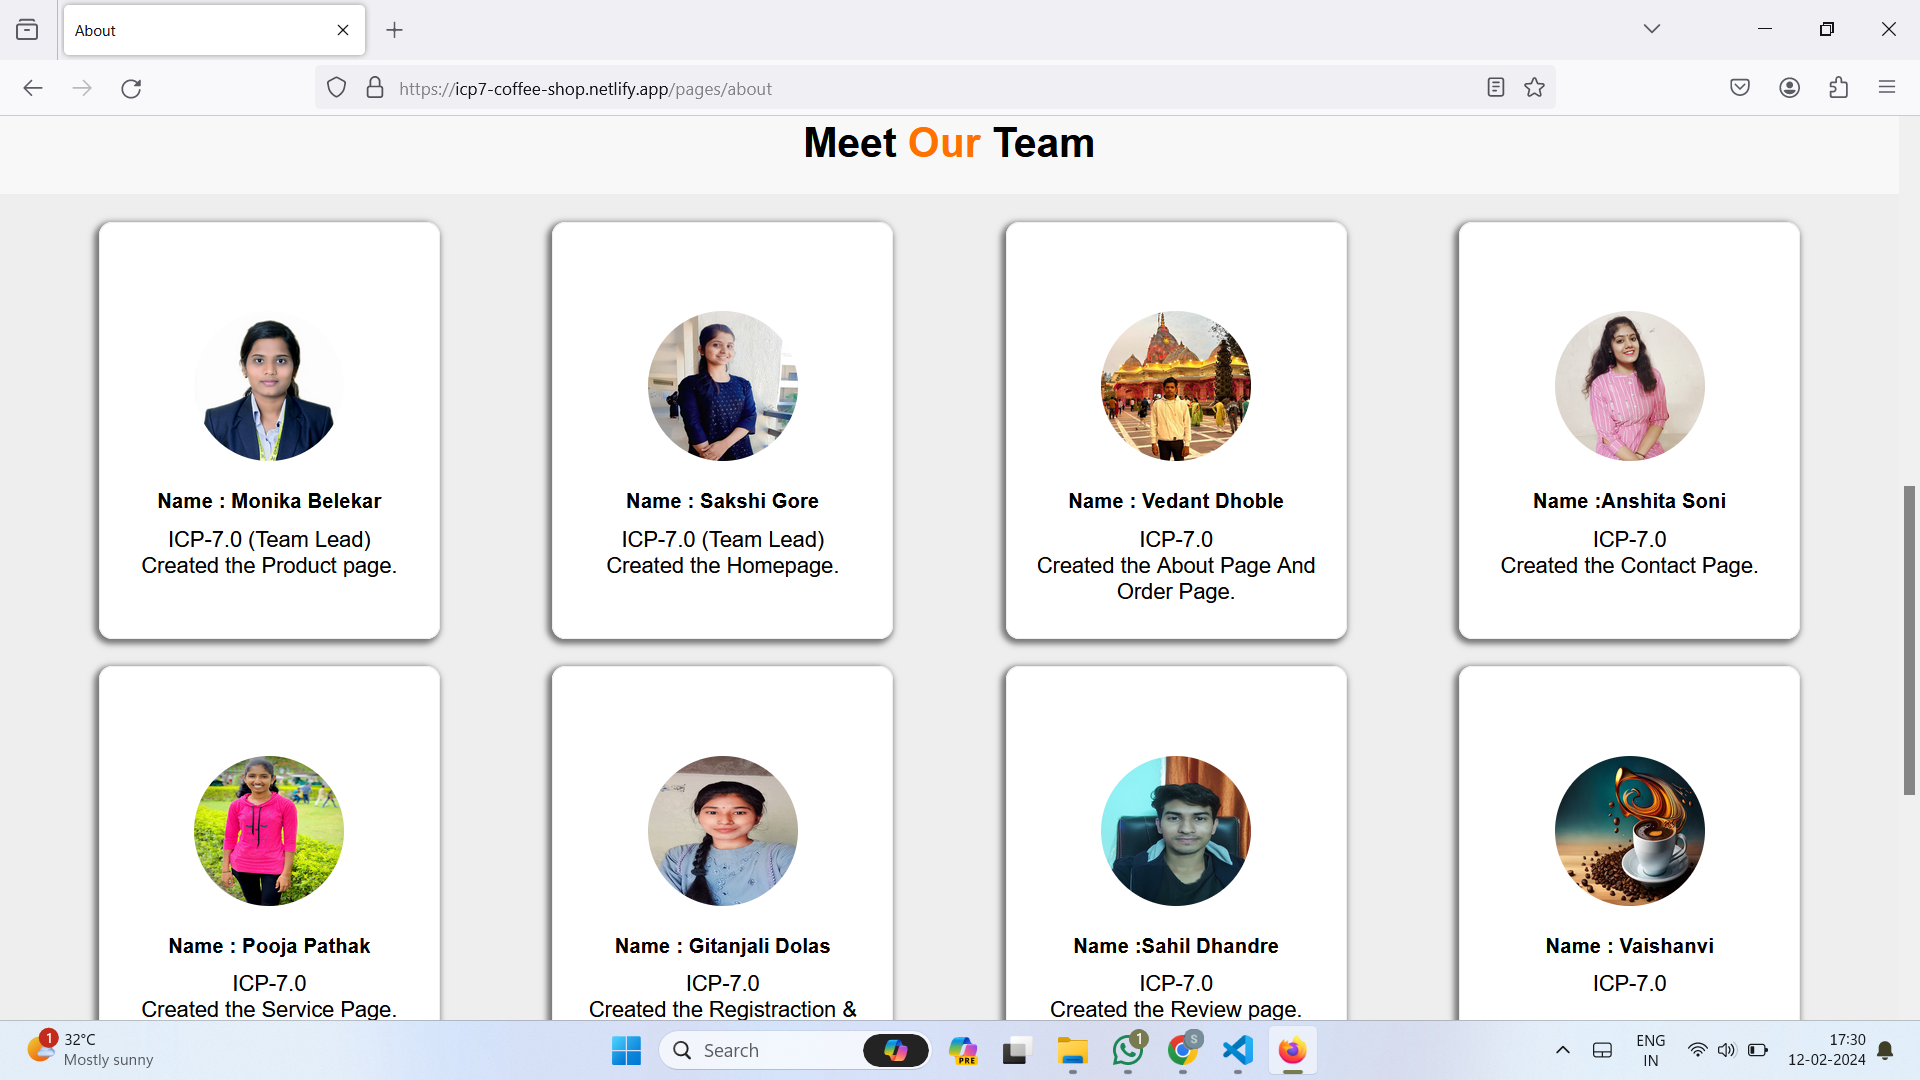 About
https://icp7-coffee-shop.netlify.app/pages/about
Meet Our Team
Name : Monika Belekar
ICP-7.0 (Team Lead)
Created the Product page.
Name : Sakshi Gore
ICP-7.0 (Team Lead)
Created the Homepage.
Name : Vedant Dhoble
ICP-7.0
Created the About Page And
Order Page.
Name :Anshita Soni
ICP-7.0
Created the Contact Page.
Name : Pooja Pathak
ICP-7.0
Created the Service Page.
Name : Gitanjali Dolas
ICP-7.0
Created the Registraction &
Name :Sahil Dhandre
ICP-7.0
Created the Review page.
Name : Vaishanvi
ICP-7.0
1
32°C
Mostly sunny
Search
PRE
1
S
ENG
IN
17:30
12-02-2024